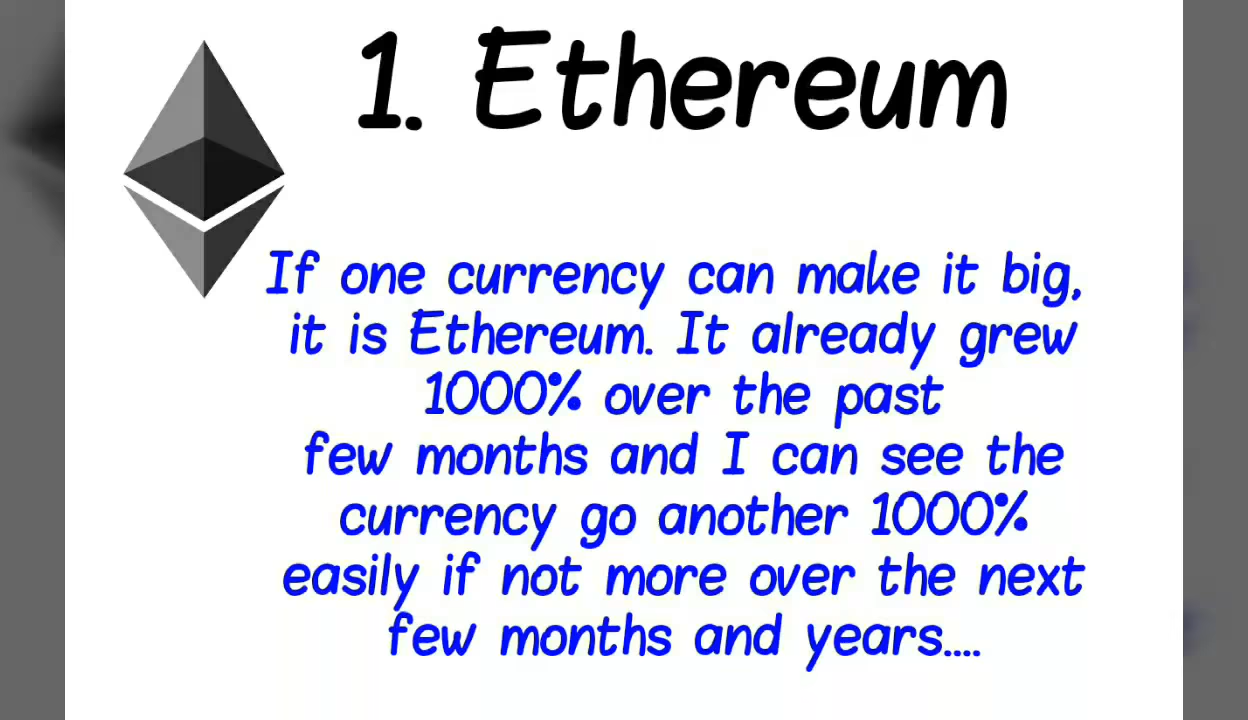 1. Ethereum
If one currency can make it big,
it is Ethereum. It already grew
1000% over the past
few months and I can see the
currency go another 1000%
easily if not more over the next
few months and years....